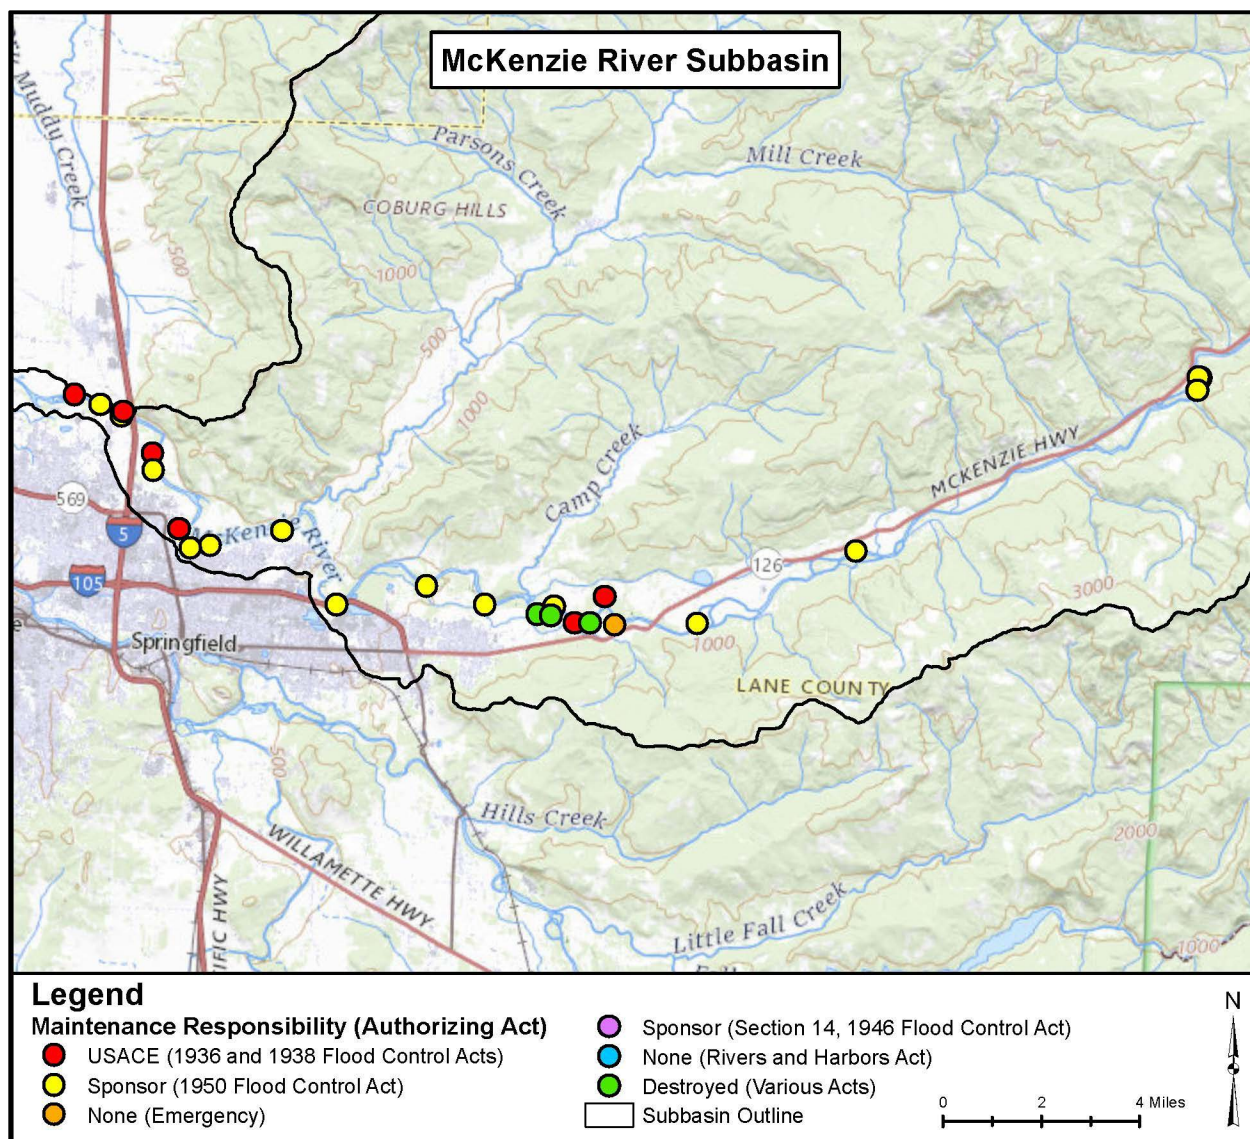 McKenzie River Subbasin
Muddy Creek
Parsons Creek
Mill Creek
COBURG HILLS
500
1000
500
1000
Camp Creek
MCKENZIE HWY
569
McKenzie River
5
126
105
3000
Springfield
1000
LANE COUNTY
500
Hills Creek
2000
WILLAMETTE HWY
Little Fall Creek
1000
IFIC HWY
Legend
Maintenance Responsibility (Authorizing Act)
USACE (1936 and 1938 Flood Control Acts)
Sponsor (1950 Flood Control Act)
None (Emergency)
Sponsor (Section 14, 1946 Flood Control Act)
None (Rivers and Harbors Act)
Destroyed (Various Acts)
Subbasin Outline
0 2 4 Miles
N